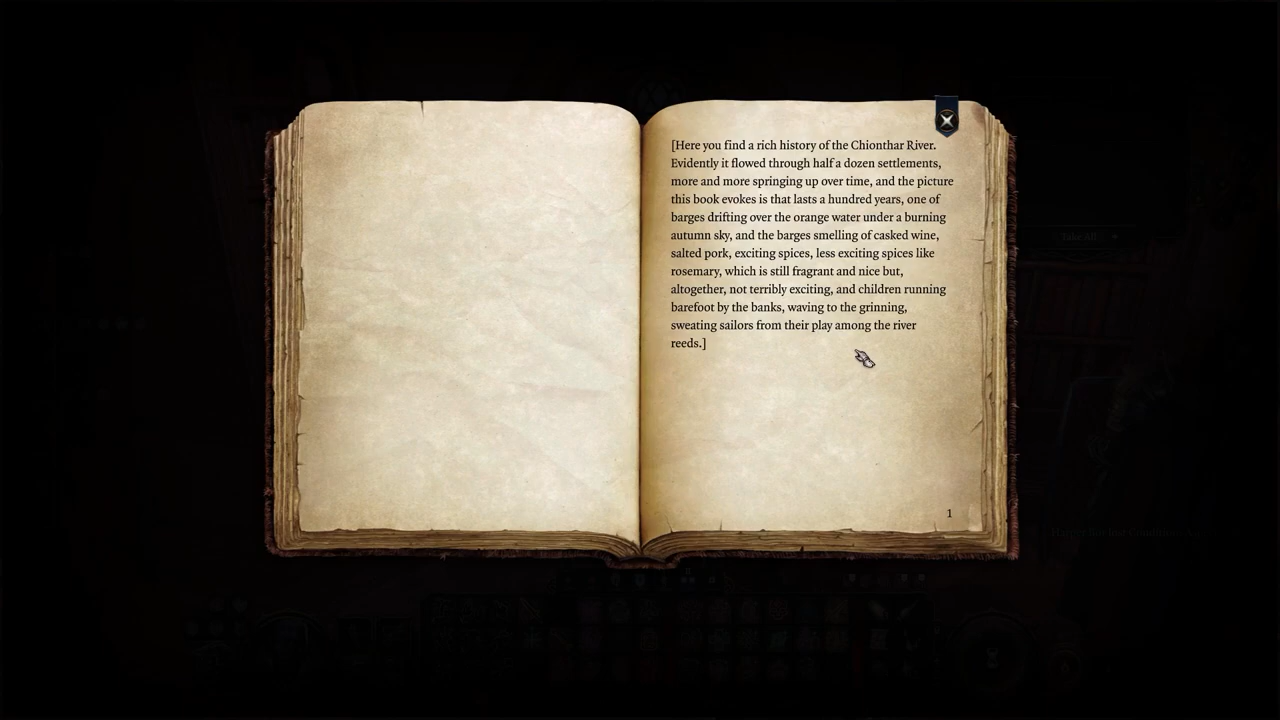 [Here you find a rich history of the Chionthar River.
Evidently it flowed through half a dozen settlements,
more and more springing up over time, and the picture
this book evokes is that lasts a hundred years, one of
barges drifting over the orange water under a burning
autumn sky, and the barges smelling of casked wine,
salted pork, exciting spices, less exciting spices like
rosemary, which is still fragrant and nice but,
altogether, not terribly exciting, and children running
barefoot by the banks, waving to the grinning,
sweating sailors from their play among the river
reeds.]
1
Take All